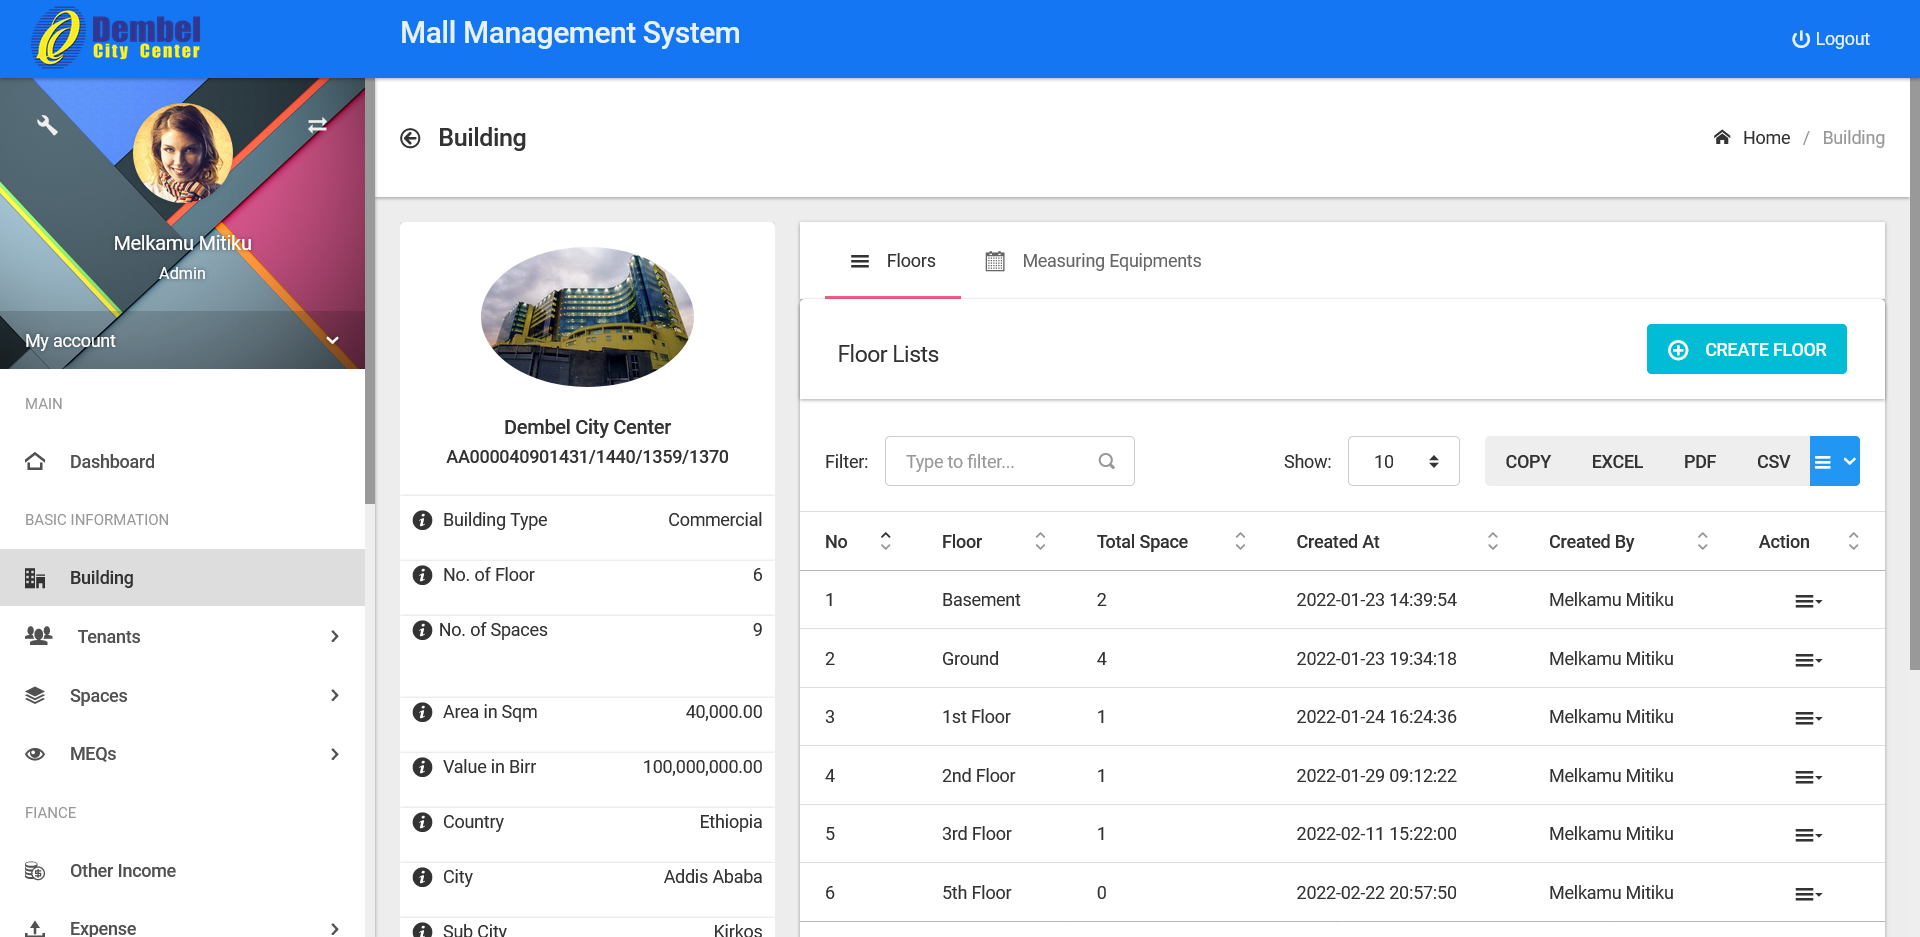 Dembel
City Center
Mall Management System
Logout
Melkamu Mitiku
Admin
My account
MAIN
Dashboard
BASIC INFORMATION
Building
Tenants
Spaces
MEQs
FIANCE
Other Income
Expense
Building
Home / Building
Dembel City Center
AA000040901431/1440/1359/1370
Building Type Commercial
No. of Floor 6
No. of Spaces 9
Area in Sqm 40,000.00
Value in Birr 100,000,000.00
Country Ethiopia
City Addis Ababa
Sub City Kirkos
Floors Measuring Equipments
Floor Lists CREATE FLOOR
Filter: Type to filter... Show: 10 COPY EXCEL PDF CSV
No Floor Total Space Created At Created By Action
1 Basement 2 2022-01-23 14:39:54 Melkamu Mitiku
2 Ground 4 2022-01-23 19:34:18 Melkamu Mitiku
3 1st Floor 1 2022-01-24 16:24:36 Melkamu Mitiku
4 2nd Floor 1 2022-01-29 09:12:22 Melkamu Mitiku
5 3rd Floor 1 2022-02-11 15:22:00 Melkamu Mitiku
6 5th Floor 0 2022-02-22 20:57:50 Melkamu Mitiku